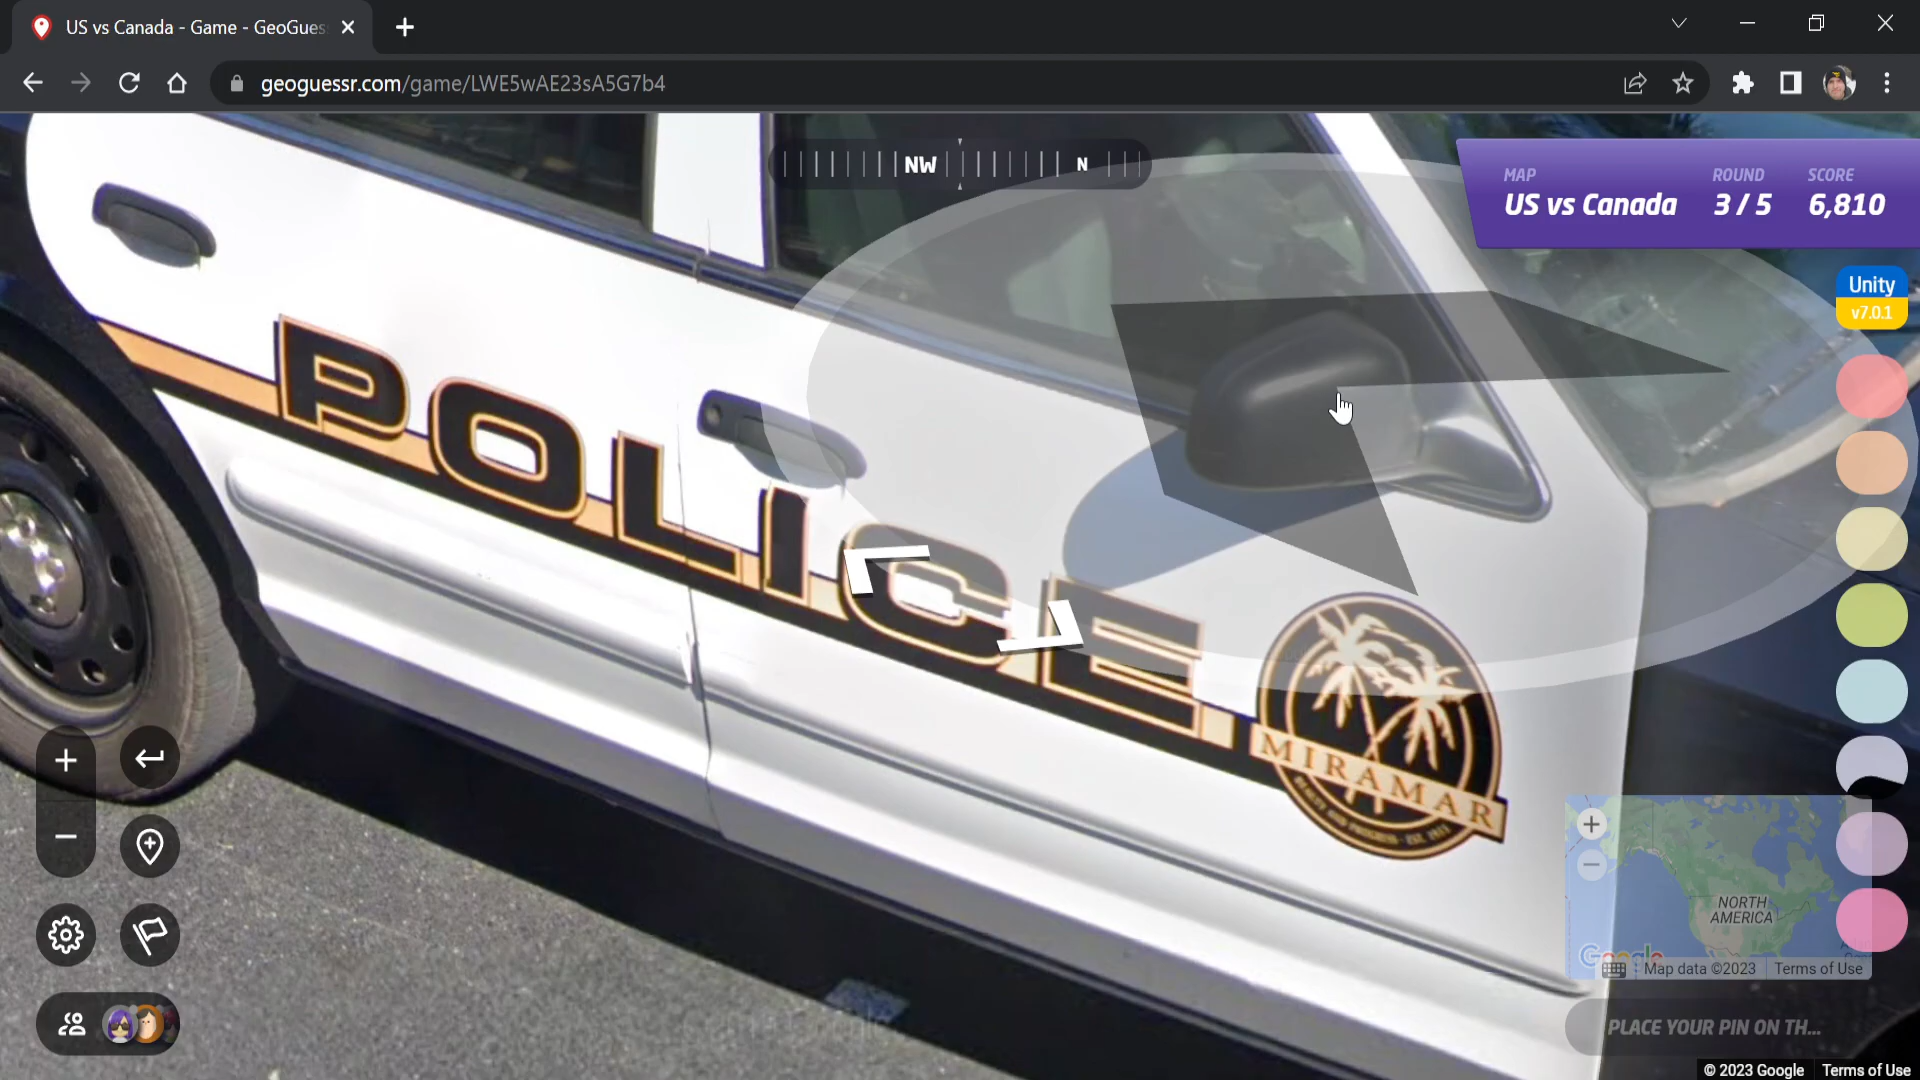 US vs Canada - Game - GeoGues
geoguessr.com/game/LWE5wAE23sA5G7b4
NW
N
MAP
ROUND
SCORE
US vs Canada
3 / 5
6,810
Unity
v7.0.1
POLICE
MIRAMAR
NORTH
AMERICA
Google
Map data ©2023
Terms of Use
PLACE YOUR PIN ON TH...
© 2023 Google
Terms of Use